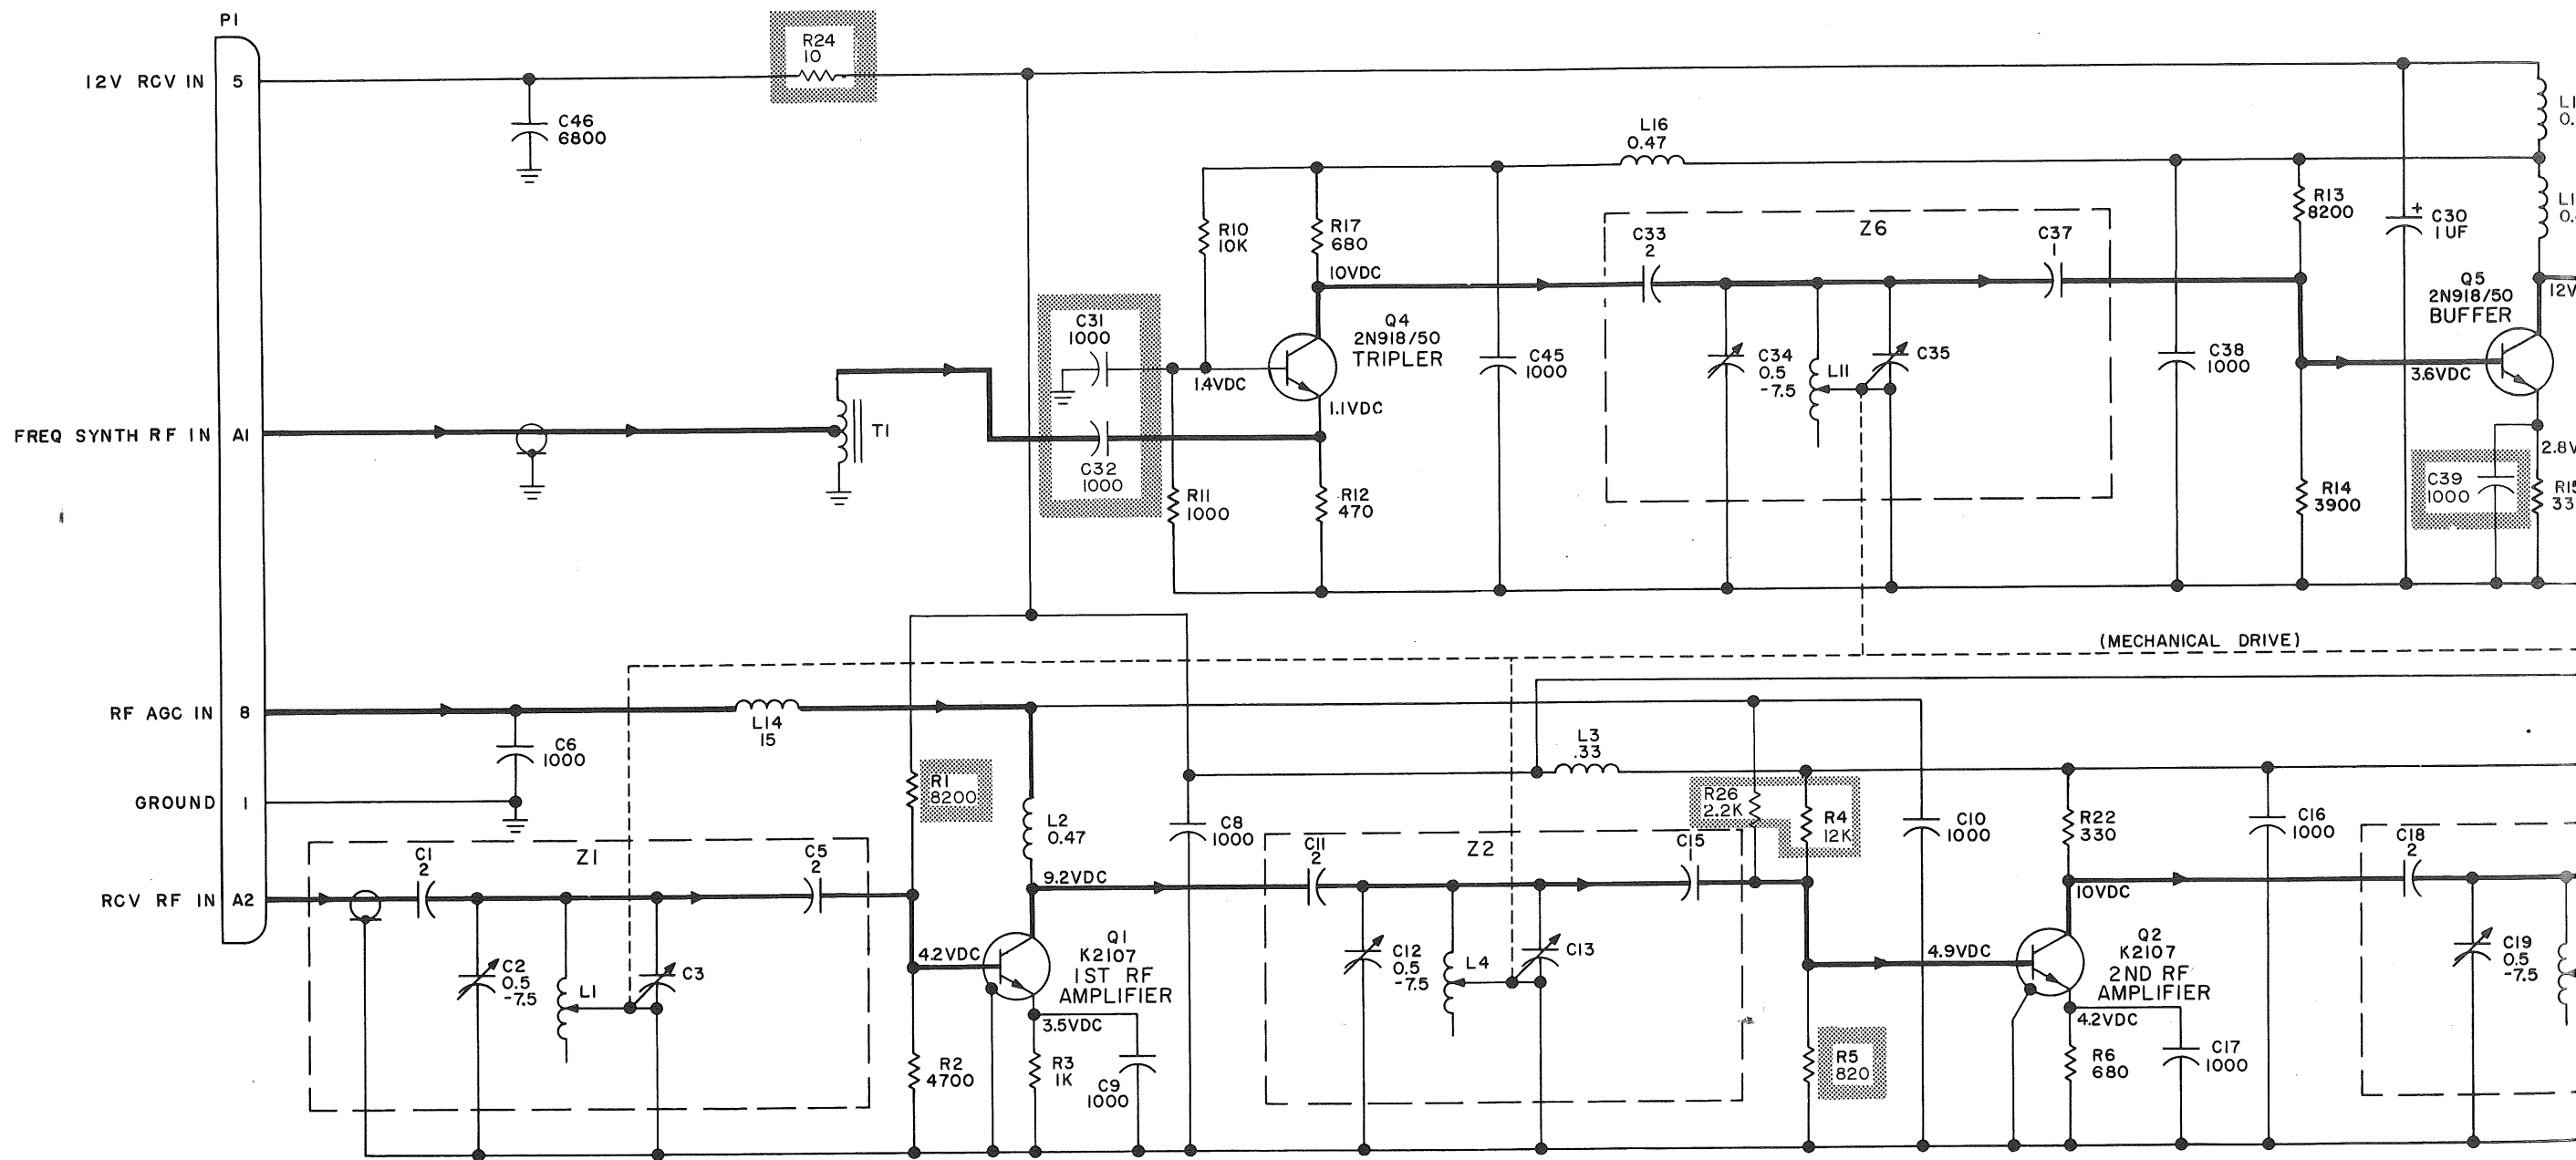 P1
12V RCV IN 5
R24
10
C46
6800
L16
0.47
R10
10K
R17
680
10VDC
C33
2
Z6
C37
1
R13
8200
C30
+
1UF
Q5
2N918/50
BUFFER
C31
1000
Q4
2N918/50
TRIPLER
1.4VDC
1.1VDC
C45
1000
C34
0.5
-7.5
L11
C35
C38
1000
3.6VDC
FREQ SYNTH RF IN A1
T1
C32
1000
R11
1000
R12
470
R14
3900
C39
1000
(MECHANICAL DRIVE)
RF AGC IN 8
L14
15
C6
1000
GROUND 1
R1
8200
L2
0.47
C8
1000
L3
.33
R26
2.2K
R4
12K
C10
1000
R22
330
C16
1000
C18
2
RCV RF IN A2
C1
2
Z1
C5
2
9.2VDC
C11
2
Z2
C15
1
10VDC
C2
0.5
-7.5
L1
C3
4.2VDC
Q1
K2107
1ST RF
AMPLIFIER
3.5VDC
C12
0.5
-7.5
L4
C13
4.9VDC
Q2
K2107
2ND RF
AMPLIFIER
4.2VDC
C19
0.5
-7.5
R2
4700
R3
1K
C9
1000
R5
820
R6
680
C17
1000